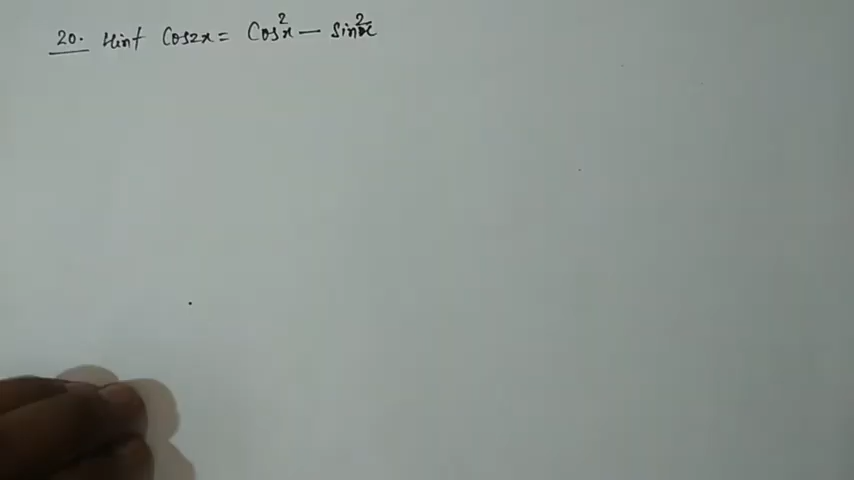 20. Hint Cos2x = Cos²x — Sin²x